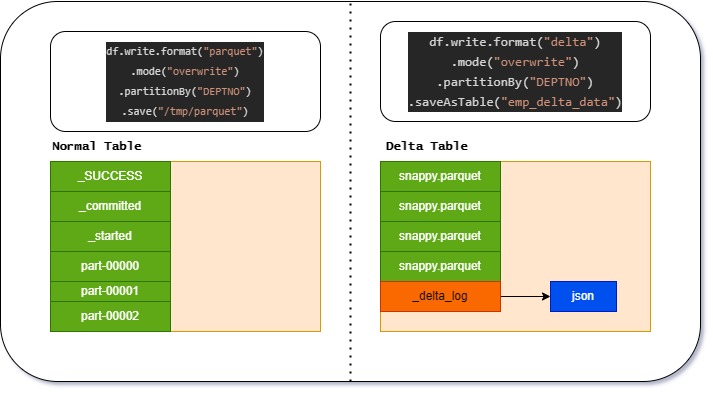 df.write.format("parquet")
.mode("overwrite")
.partitionBy("DEPTNO")
.save("/tmp/parquet")
Normal Table
_SUCCESS
_committed
_started
part-00000
part-00001
part-00002
df.write.format("delta")
.mode("overwrite")
.partitionBy("DEPTNO")
.saveAsTable("emp_delta_data")
Delta Table
snappy.parquet
snappy.parquet
snappy.parquet
snappy.parquet
_delta_log
json